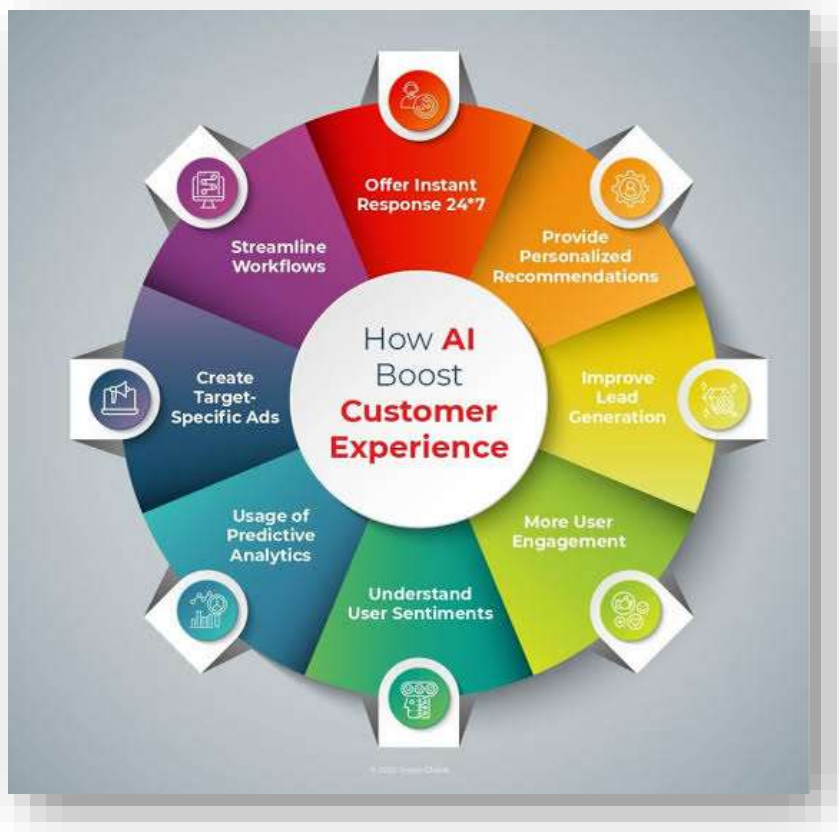 Offer Instant
Response 24*7
Provide
Personalized
Recommendations
Improve
Lead
Generation
More User
Engagement
Understand
User Sentiments
Usage of
Predictive
Analytics
Create
Target-
Specific Ads
Streamline
Workflows
How AI
Boost
Customer
Experience